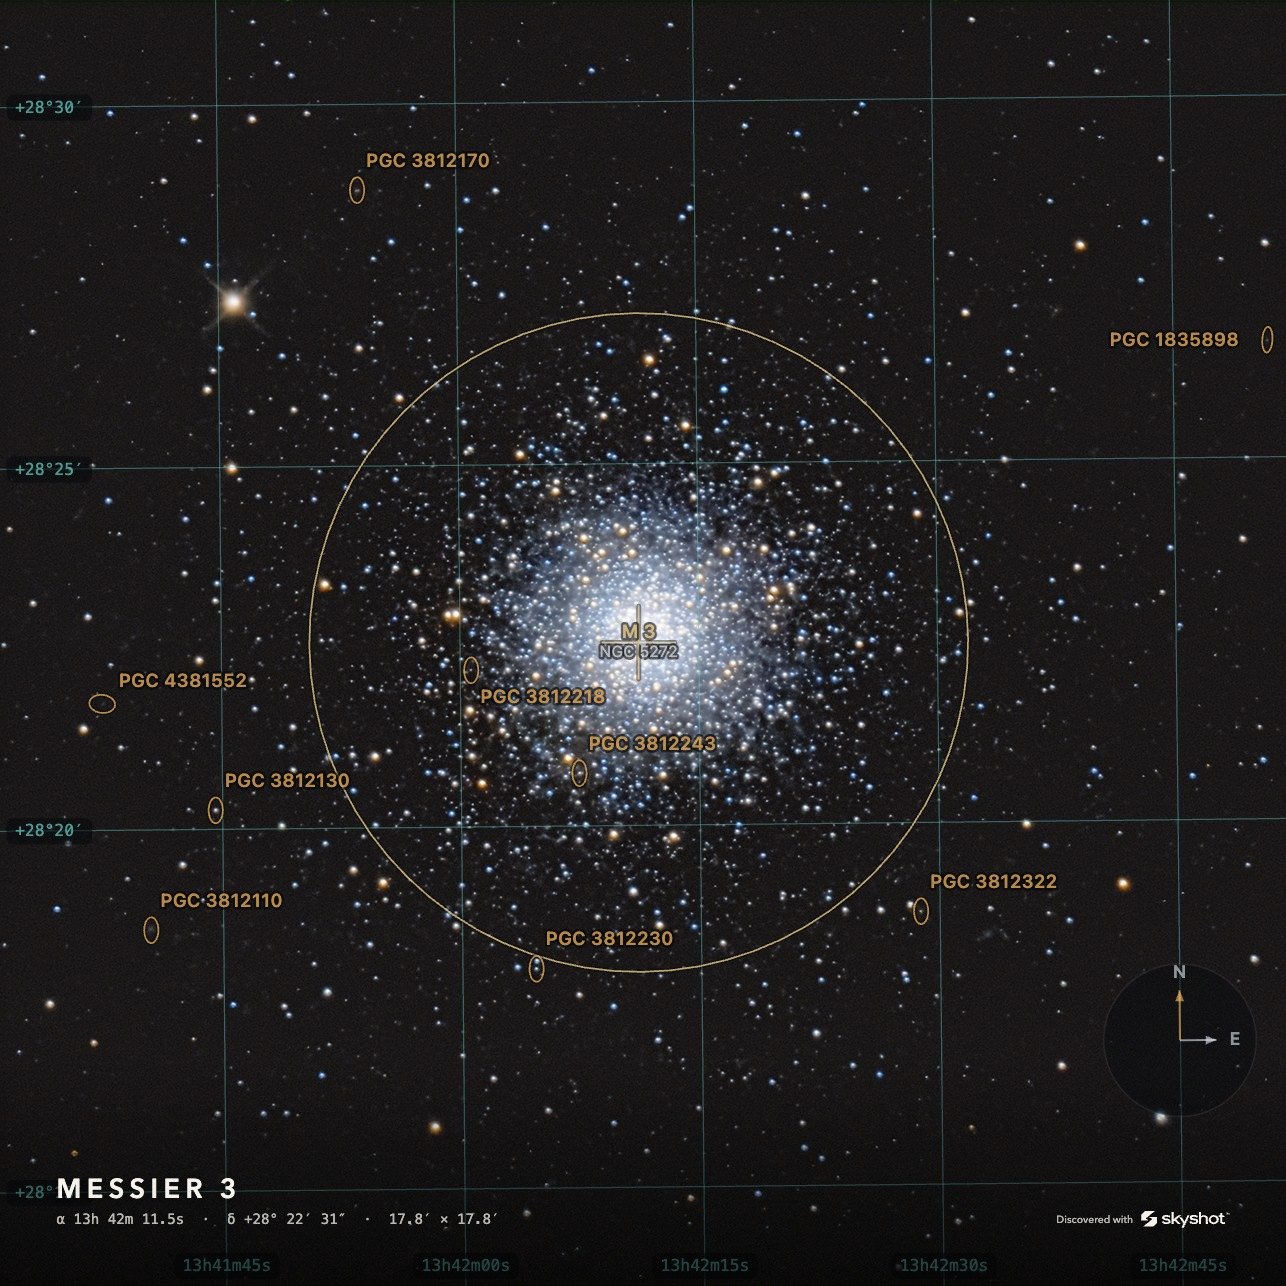 +28°30′
PGC 3812170
PGC 1835898
+28°25′
M 3
NGC 5272
PGC 4381552
PGC 3812218
PGC 3812243
PGC 3812130
+28°20′
PGC 3812322
PGC 3812110
PGC 3812230
N
E
+28°
MESSIER 3
α 13h 42m 11.5s · δ +28° 22′ 31″ · 17.8′ × 17.8′
Discovered with skyshot
13h41m45s
13h42m00s
13h42m15s
13h42m30s
13h42m45s